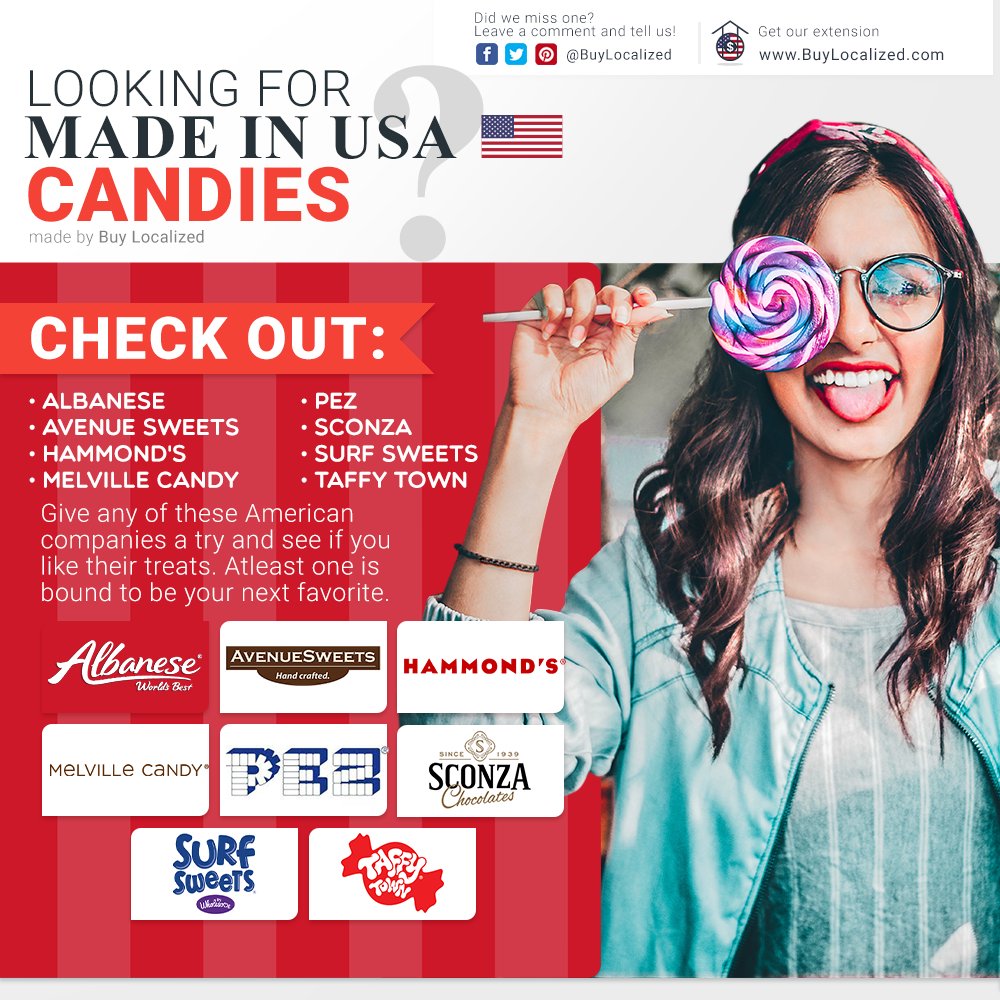 Did we miss one?
Leave a comment and tell us!
@BuyLocalized
Get our extension
www.BuyLocalized.com
LOOKING FOR
MADE IN USA
CANDIES
?
made by Buy Localized
CHECK OUT:
• ALBANESE
• AVENUE SWEETS
• HAMMOND'S
• MELVILLE CANDY
• PEZ
• SCONZA
• SURF SWEETS
• TAFFY TOWN
Give any of these American
companies a try and see if you
like their treats. Atleast one is
bound to be your next favorite.
Albanese®
World's Best
AVENUESWEETS
Hand crafted.
HAMMOND'S®
MELVILLE CANDY®
PEZ®
SINCE S 1939
SCONZA
Chocolates
SURF
SWEETS
by
Wholesome
TAFFY
TOWN